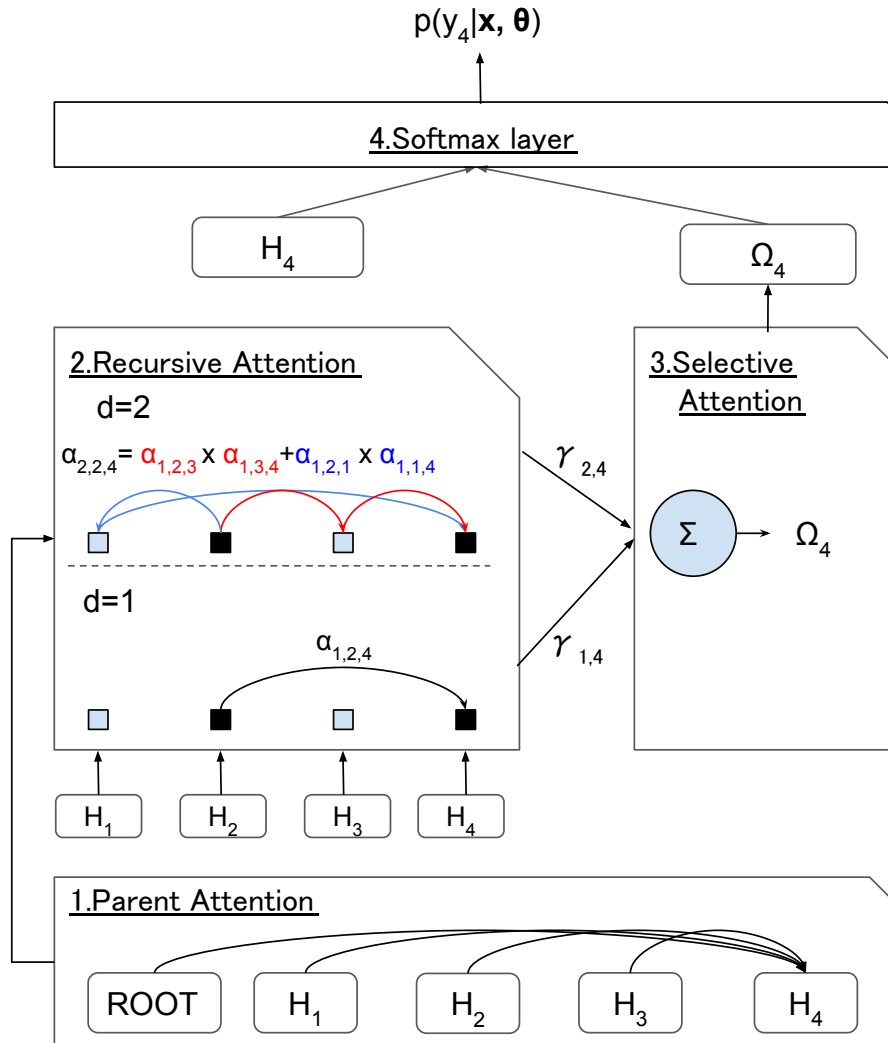 p(y₄|x, θ)
4.Softmax layer
H₄
Ω₄
2.Recursive Attention
3.Selective
Attention
d=2
α₂,₂,₄= α₁,₂,₃ x α₁,₃,₄+α₁,₂,₁ x α₁,₁,₄
γ 2,4
Σ
Ω₄
d=1
α₁,₂,₄
γ 1,4
H₁ H₂ H₃ H₄
1.Parent Attention
ROOT H₁ H₂ H₃ H₄